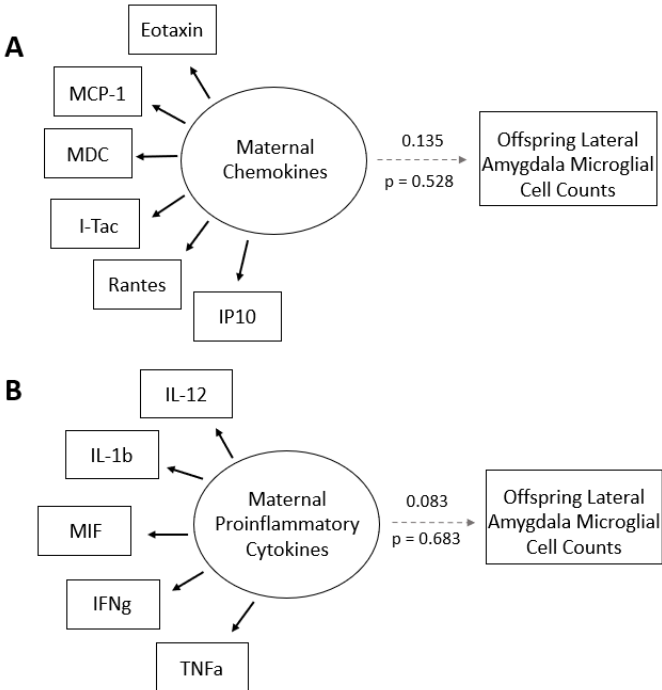 A
Eotaxin
MCP-1
MDC
I-Tac
Rantes
IP10
Maternal
Chemokines
0.135
p = 0.528
Offspring Lateral
Amygdala Microglial
Cell Counts
B
IL-12
IL-1b
MIF
IFNg
TNFa
Maternal
Proinflammatory
Cytokines
0.083
p = 0.683
Offspring Lateral
Amygdala Microglial
Cell Counts